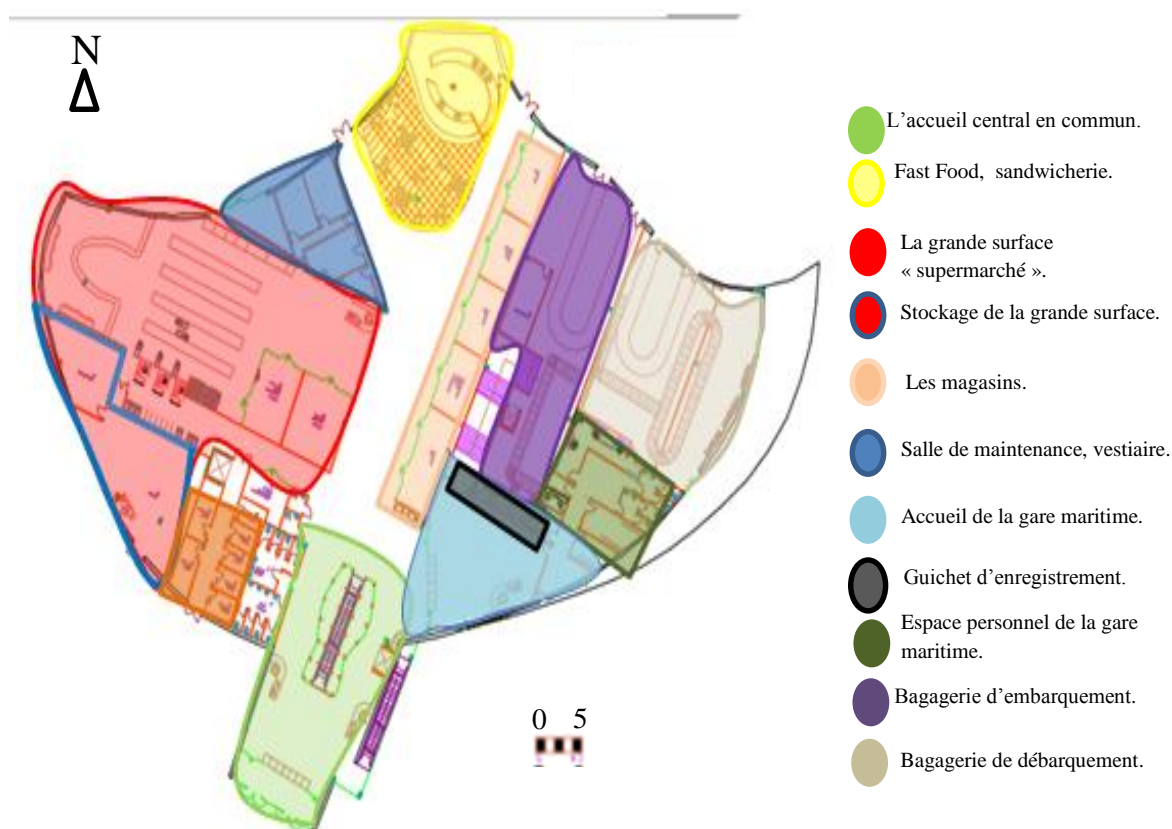 N
L’accueil central en commun.
Fast Food, sandwicherie.
La grande surface
« supermarché ».
Stockage de la grande surface.
Les magasins.
Salle de maintenance, vestiaire.
Accueil de la gare maritime.
Guichet d’enregistrement.
Espace personnel de la gare
maritime.
Bagagerie d’embarquement.
Bagagerie de débarquement.
0 5